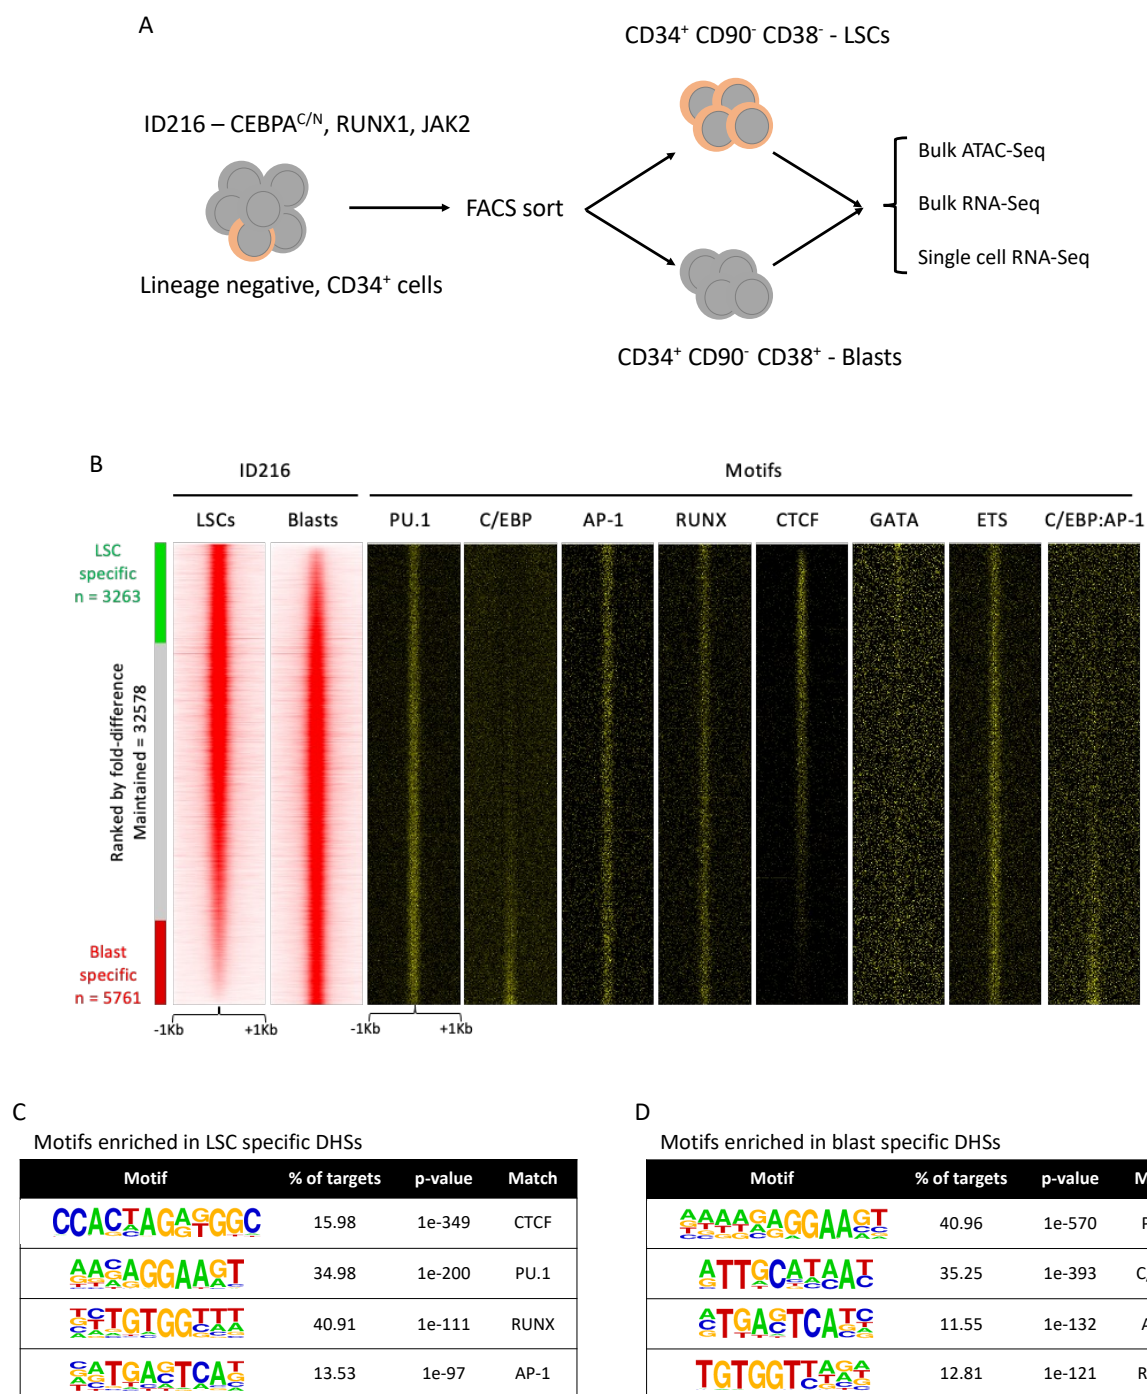 A
CD34⁺ CD90⁻ CD38⁻ - LSCs
ID216 – CEBPA^C/N, RUNX1, JAK2
Bulk ATAC-Seq
FACS sort
Bulk RNA-Seq
Single cell RNA-Seq
Lineage negative, CD34⁺ cells
CD34⁺ CD90⁻ CD38⁺ - Blasts
B
ID216
Motifs
LSCs Blasts PU.1 C/EBP AP-1 RUNX CTCF GATA ETS C/EBP:AP-1
LSC
specific
n = 3263
Ranked by fold-difference
Maintained = 32578
Blast
specific
n = 5761
-1Kb +1Kb -1Kb +1Kb
C
Motifs enriched in LSC specific DHSs
Motif % of targets p-value Match
15.98 1e-349 CTCF
34.98 1e-200 PU.1
40.91 1e-111 RUNX
13.53 1e-97 AP-1
D
Motifs enriched in blast specific DHSs
Motif % of targets p-value
40.96 1e-570
35.25 1e-393
11.55 1e-132
12.81 1e-121